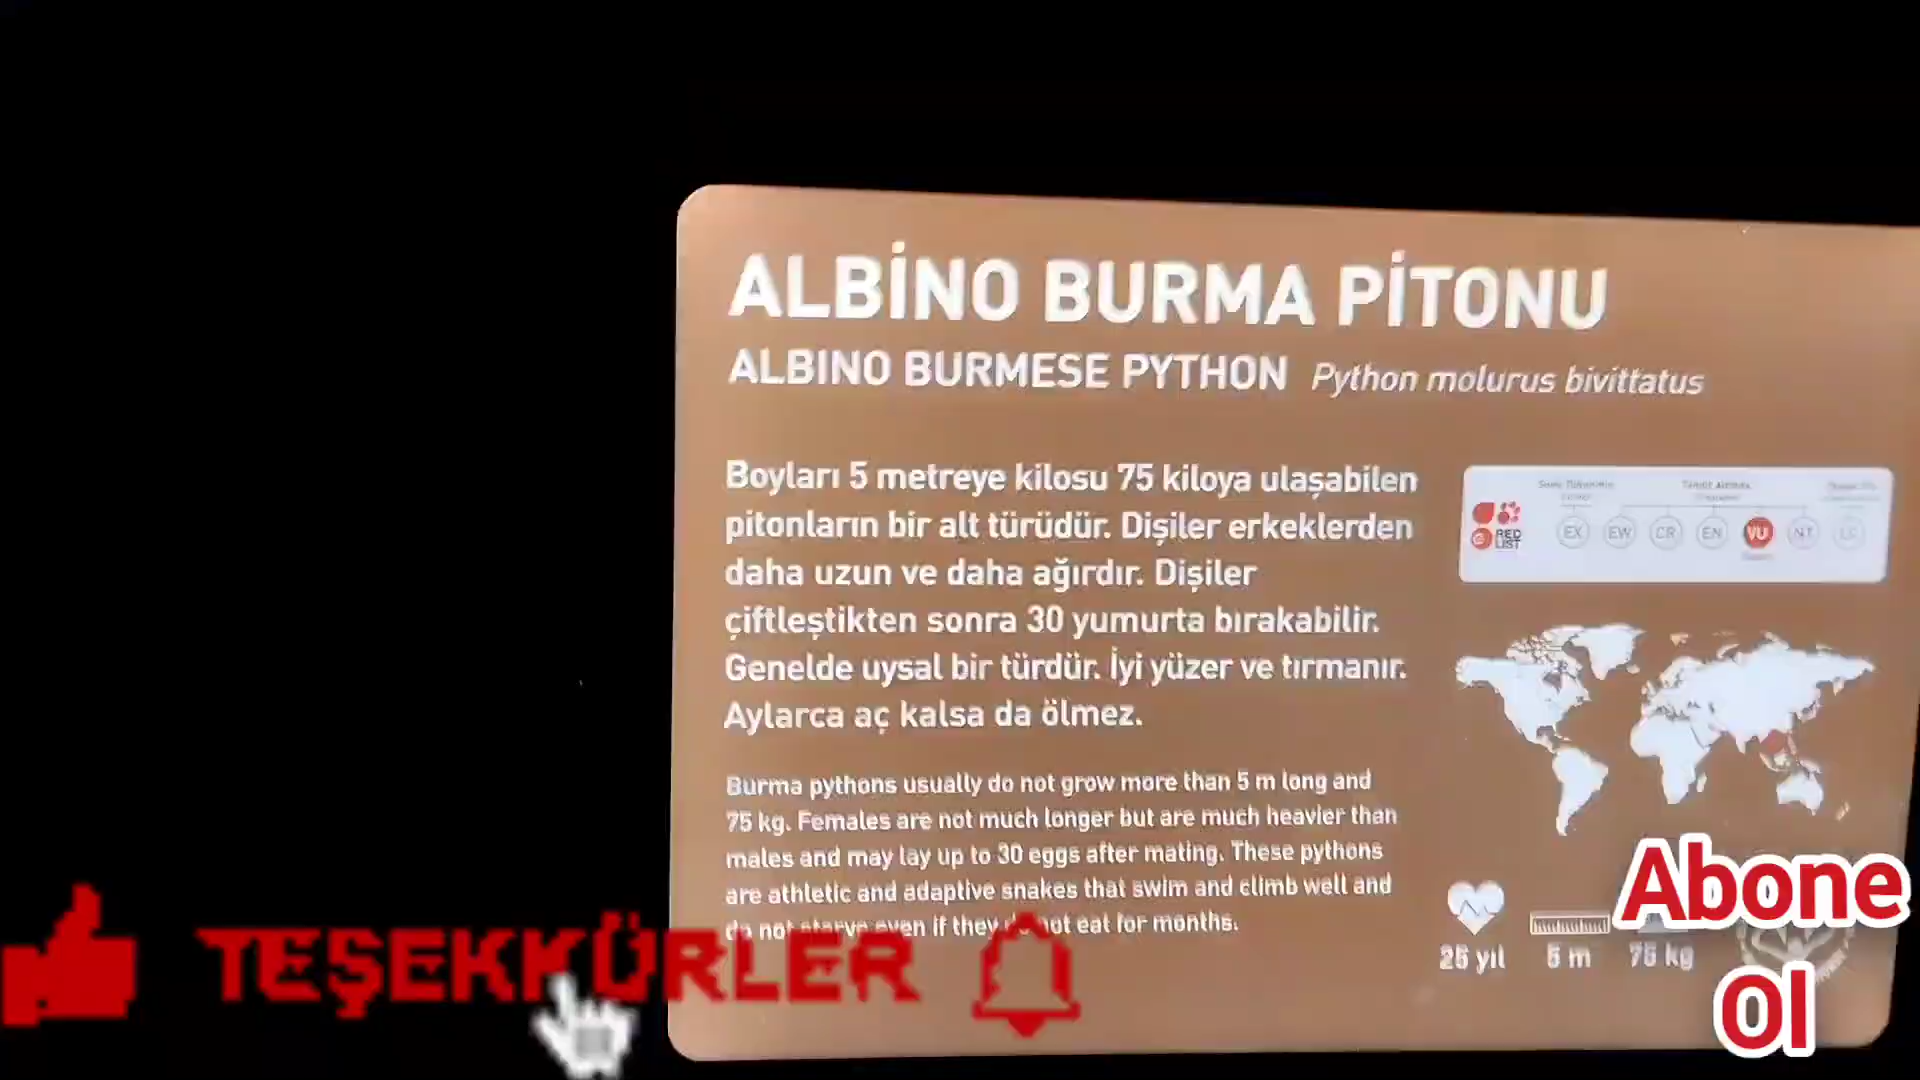 ALBİNO BURMA PİTONU
ALBINO BURMESE PYTHON Python molurus bivittatus
Boyları 5 metreye kilosu 75 kiloya ulaşabilen
pitonların bir alt türüdür. Dişiler erkeklerden
daha uzun ve daha ağırdır. Dişiler
çiftleştikten sonra 30 yumurta bırakabilir.
Genelde uysal bir türdür. İyi yüzer ve tırmanır.
Aylarca aç kalsa da ölmez.
Burma pythons usually do not grow more than 5 m long and
75 kg. Females are not much longer but are much heavier than
males and may lay up to 30 eggs after mating. These pythons
are athletic and adaptive snakes that swim and climb well and
do not starve even if they do not eat for months.
RED
LIST
EX EW CR EN VU NT LC
25 yıl 5 m 75 kg
TEŞEKKÜRLER
Abone
Ol